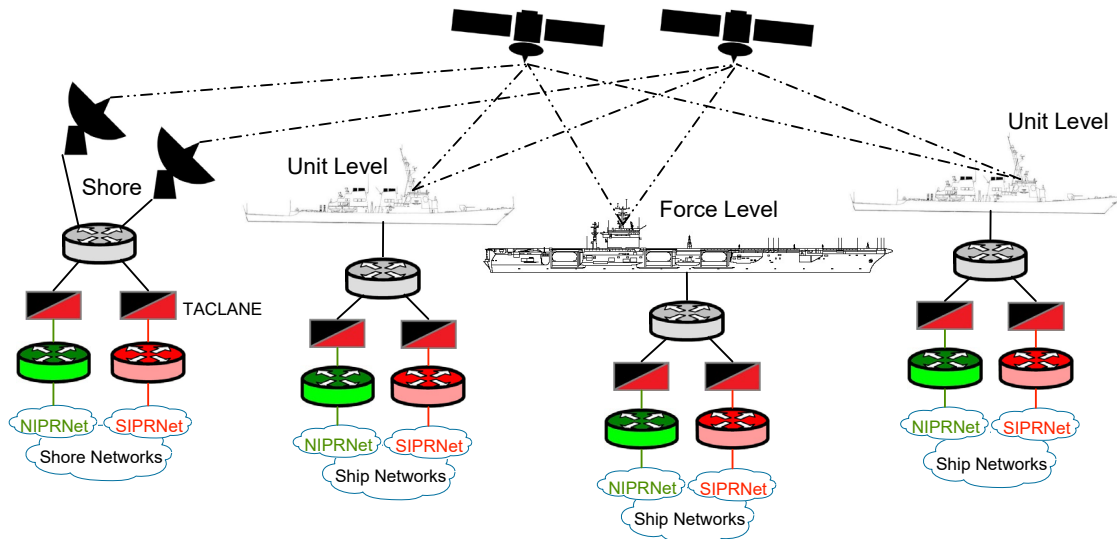 Unit Level
Unit Level
Shore
Force Level
TACLANE
NIPRNet
SIPRNet
Shore Networks
NIPRNet
SIPRNet
Ship Networks
NIPRNet
SIPRNet
Ship Networks
NIPRNet
SIPRNet
Ship Networks